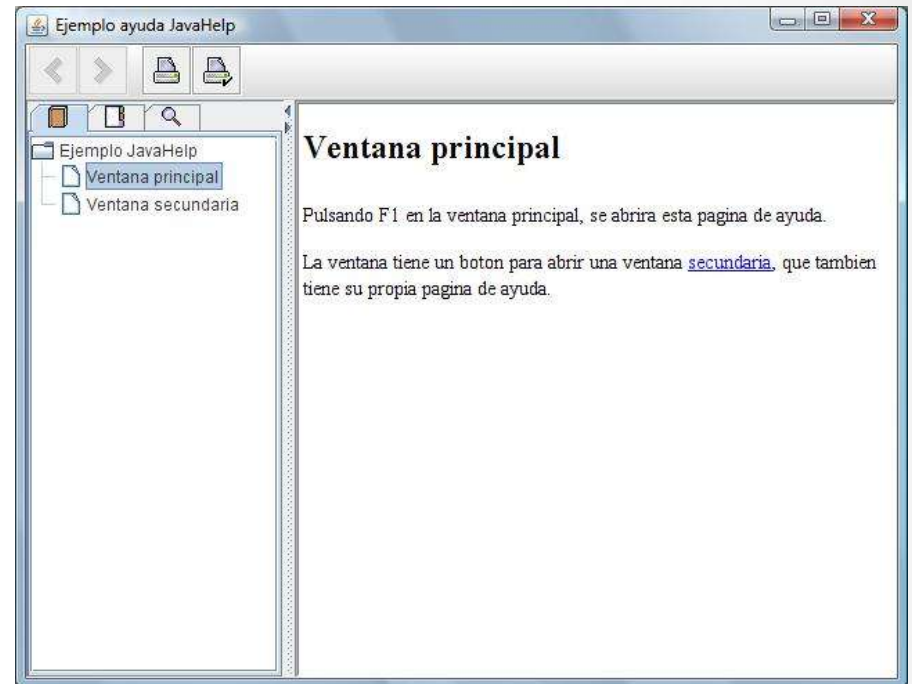 Ejemplo ayuda JavaHelp
Ejemplo JavaHelp
Ventana principal
Ventana secundaria
Ventana principal
Pulsando F1 en la ventana principal, se abrira esta pagina de ayuda.
La ventana tiene un boton para abrir una ventana secundaria, que tambien
tiene su propia pagina de ayuda.